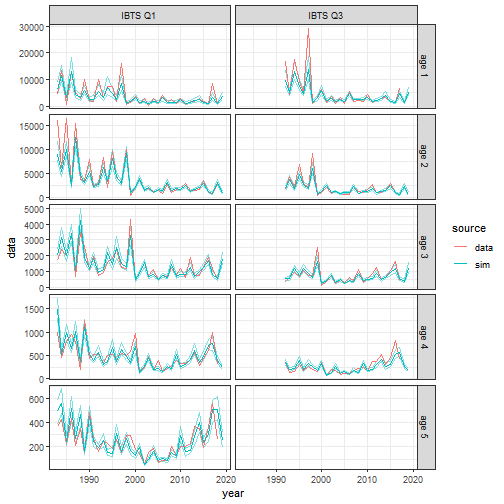 IBTS Q1
IBTS Q3
30000
20000
10000
0
age 1
15000
10000
5000
0
age 2
5000
4000
3000
2000
1000
0
age 3
1500
1000
500
0
age 4
600
400
200
age 5
1990
2000
2010
2020
1990
2000
2010
2020
year
data
source
data
sim